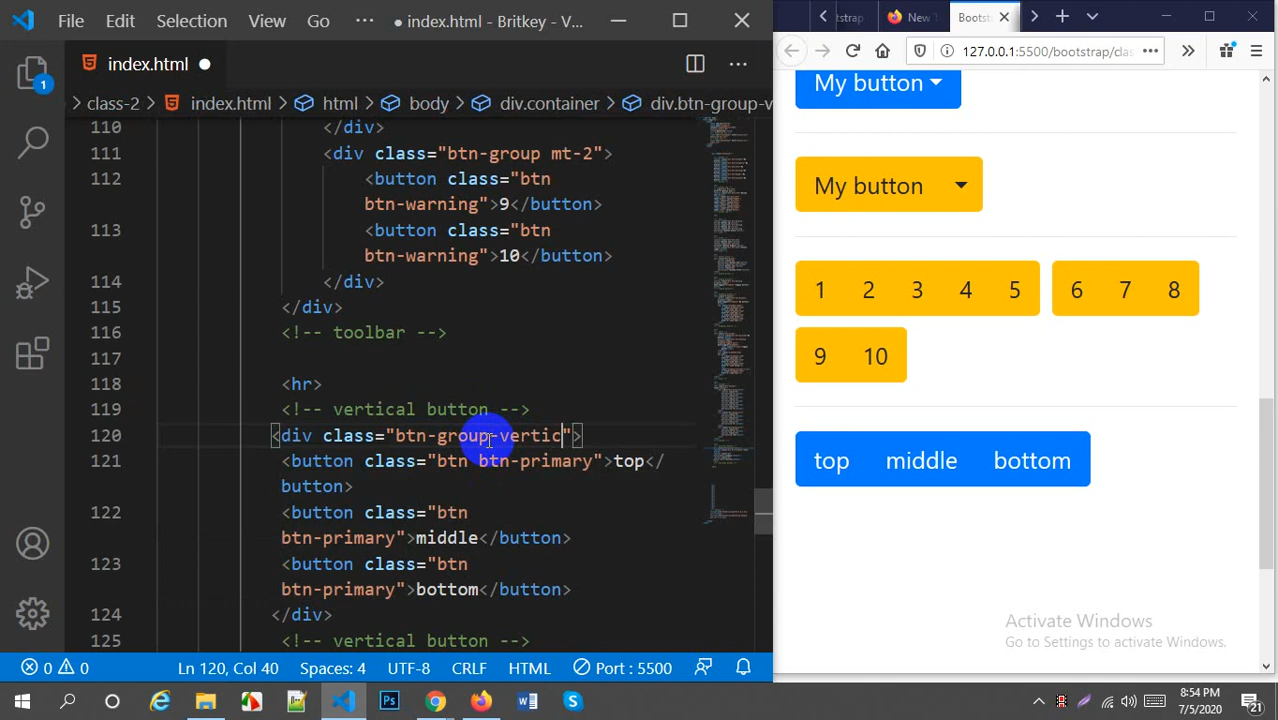 File Edit Selection View Go ··· ● index.html - Britkey - V...
index.html ●
class-2 > index.html > html > body > div.container > div.btn-group-v
110 </div>
111 <div class="btn-group mt-2">
112 <button class="btn
btn-warning">9</button>
113 <button class="btn
btn-warning">10</button>
114 </div>
115 </div>
116 <!-- toolbar -->
117
118 <hr>
119 <!-- vertical button -->
120 <div class="btn-group-vertic">
121 <button class="btn btn-primary">top</
button>
122 <button class="btn
btn-primary">middle</button>
123 <button class="btn
btn-primary">bottom</button>
124 </div>
125 <!-- vertical button -->
1
0 0 Ln 120, Col 40 Spaces: 4 UTF-8 CRLF HTML Port : 5500
tstrap New T Bootst
127.0.0.1:5500/bootstrap/clas
My button
My button
1 2 3 4 5 6 7 8
9 10
top middle bottom
Activate Windows
Go to Settings to activate Windows.
8:54 PM
7/5/2020
21